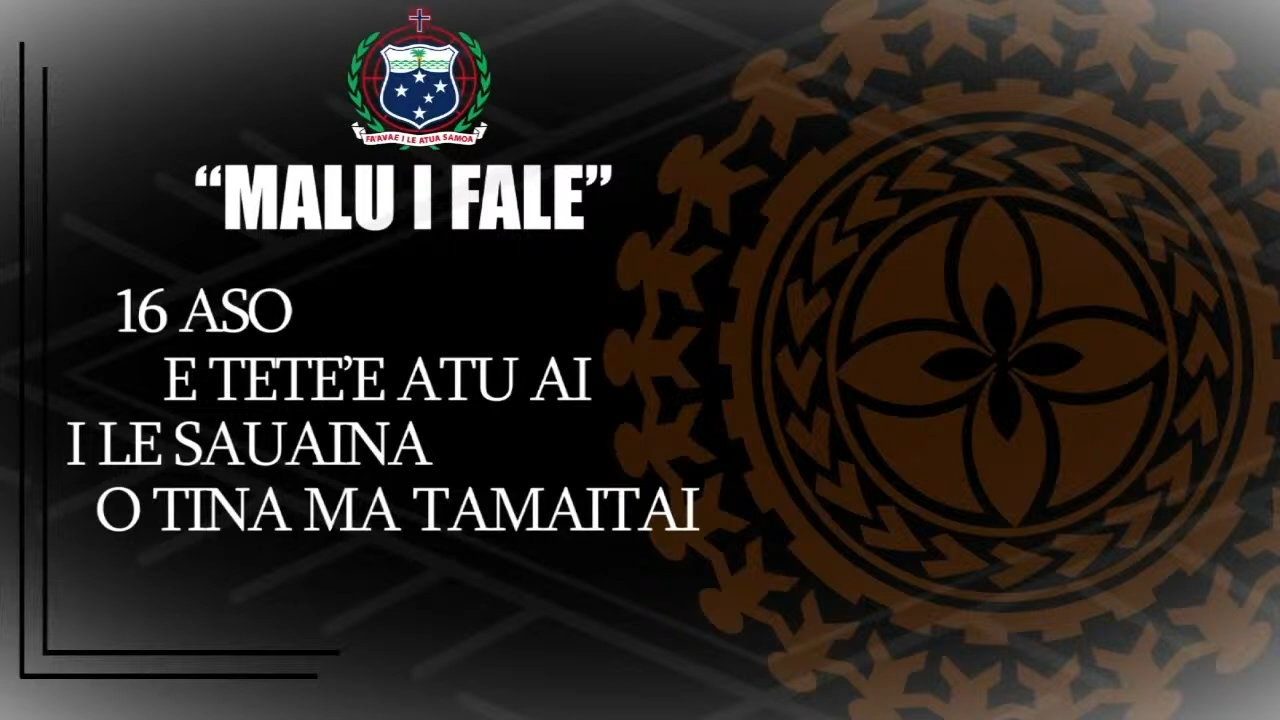 FA'AVAE I LE ATUA SAMOA
“MALU I FALE”
16 ASO
E TETE’E ATU AI
I LE SAUAINA
O TINA MA TAMAITAI